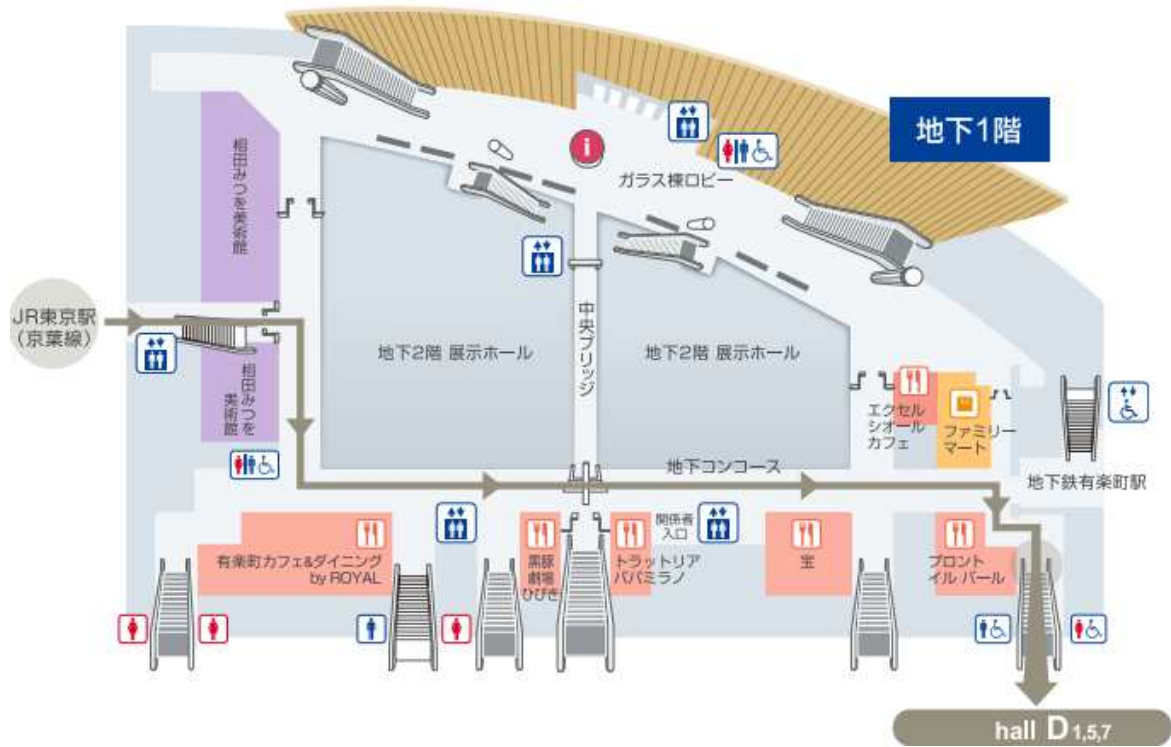 地下1階
i
ガラス棟ロビー
相田みつを美術館
JR東京駅
（京葉線）
地下2階 展示ホール
中央ブリッジ
地下2階 展示ホール
相田みつを
美術館
エクセル
シオール
カフェ
ファミリー
マート
地下コンコース
地下鉄有楽町駅
有楽町カフェ&ダイニング
by ROYAL
黒豚
劇場
ひびき
トラットリア
パパミラノ
関係者
入口
宝
プロント
イル バール
hall D 1,5,7